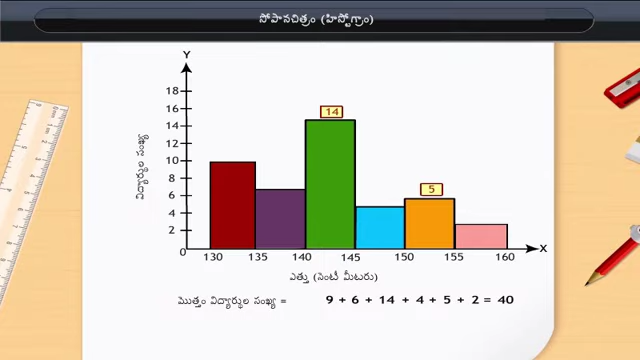 సోపానచిత్రం (హిస్టోగ్రాం)
Y
18
16
14
12
10
8
6
4
2
0
విద్యార్థుల సంఖ్య
14
5
130 135 140 145 150 155 160
X
ఎత్తు (సెంటీ మీటరు)
మొత్తం విద్యార్థుల సంఖ్య = 9 + 6 + 14 + 4 + 5 + 2 = 40